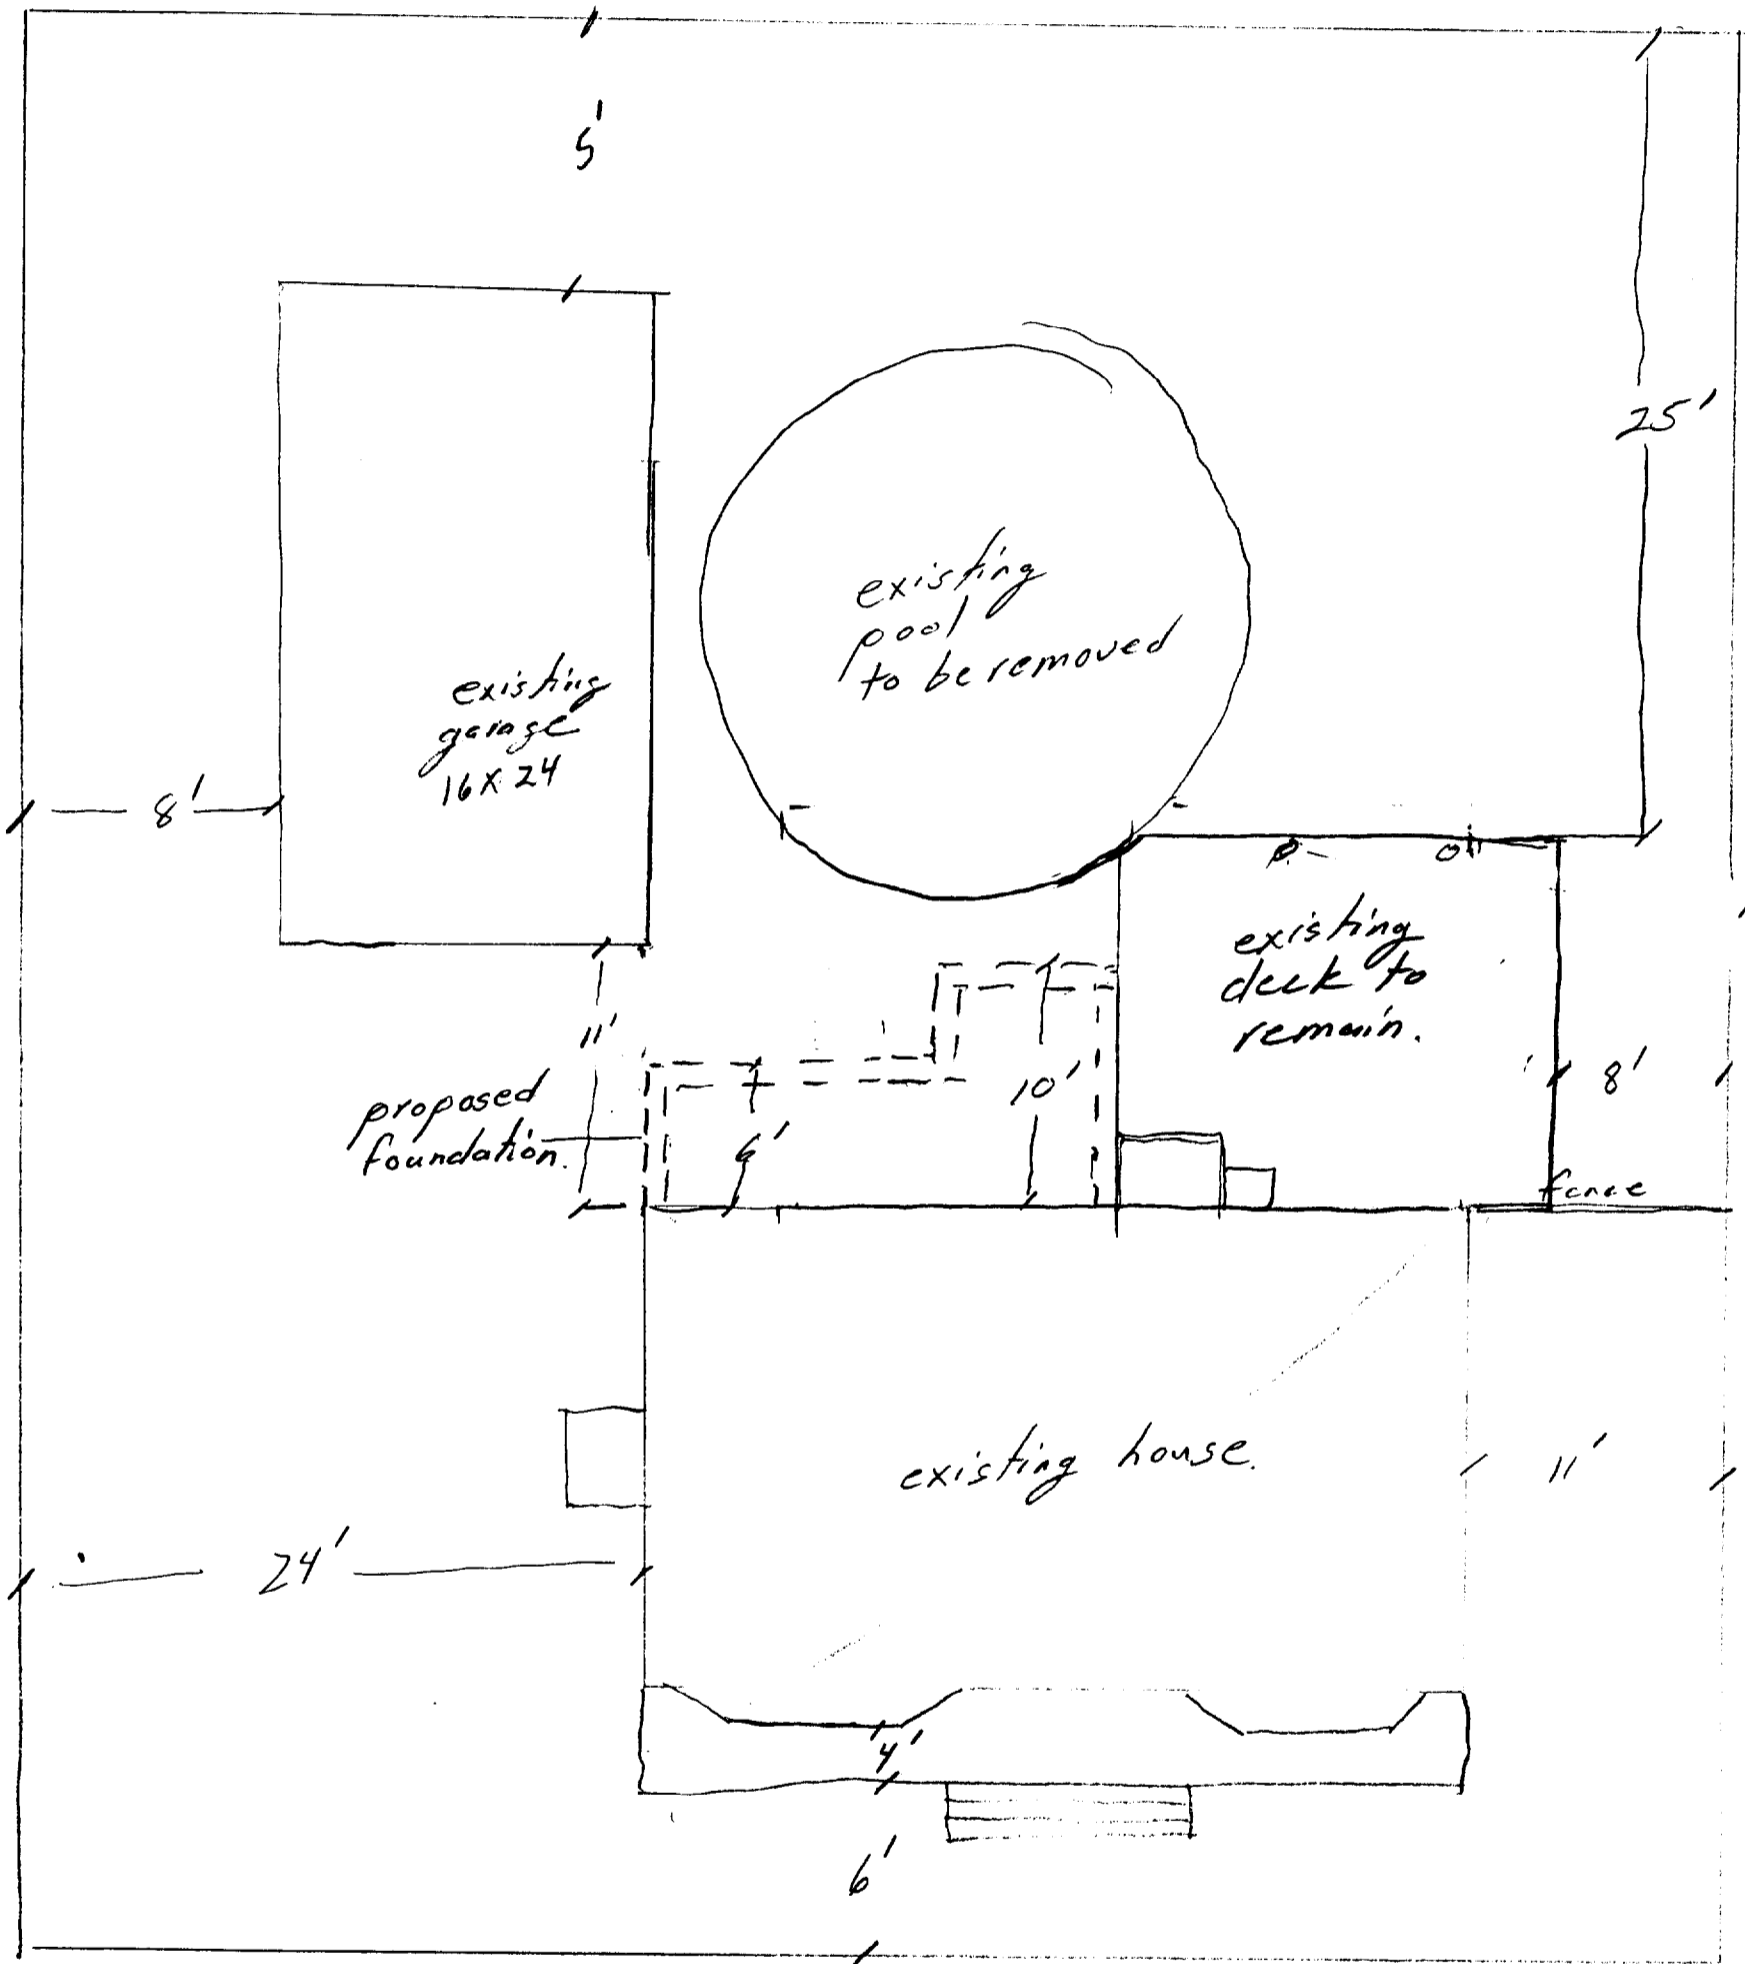 5'
25'
existing
pool
to be removed
existing
garage
16 x 24
8'
existing
deck to
remain.
11'
10'
8'
proposed
foundation.
6'
fence
existing house.
11'
24'
4'
6'